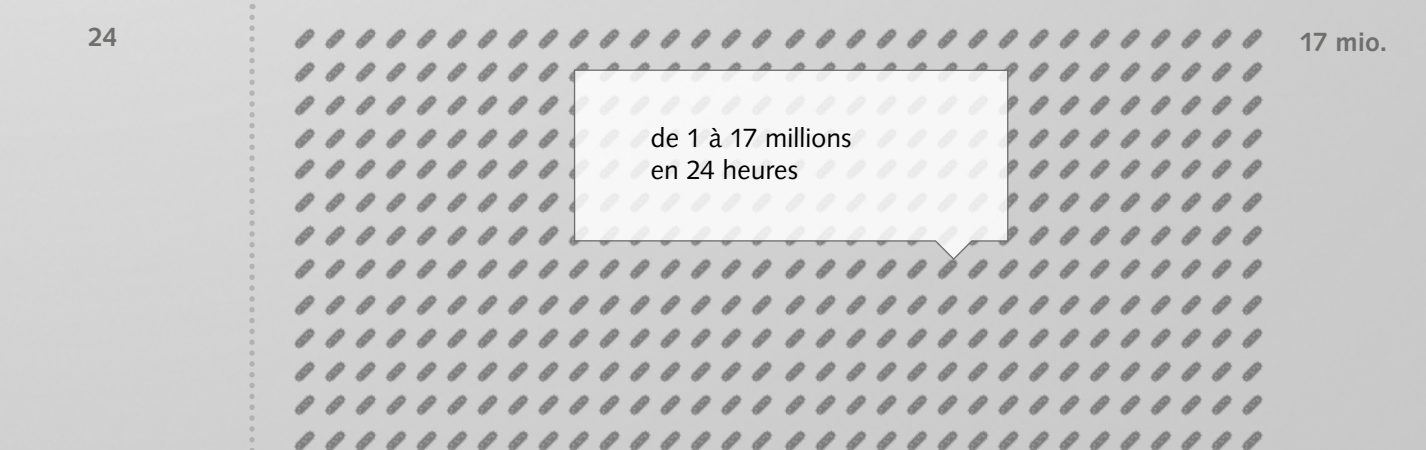 24
17 mio.
de 1 à 17 millions
en 24 heures